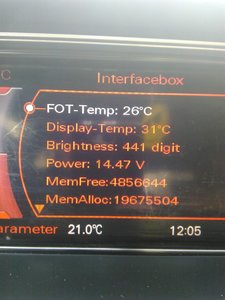 C Interfacebox
FOT-Temp: 26°C
Display-Temp: 31°C
Brightness: 441 digit
Power: 14.47 V
MemFree:4856644
MemAlloc:19675504
arameter 21.0°C 12:05